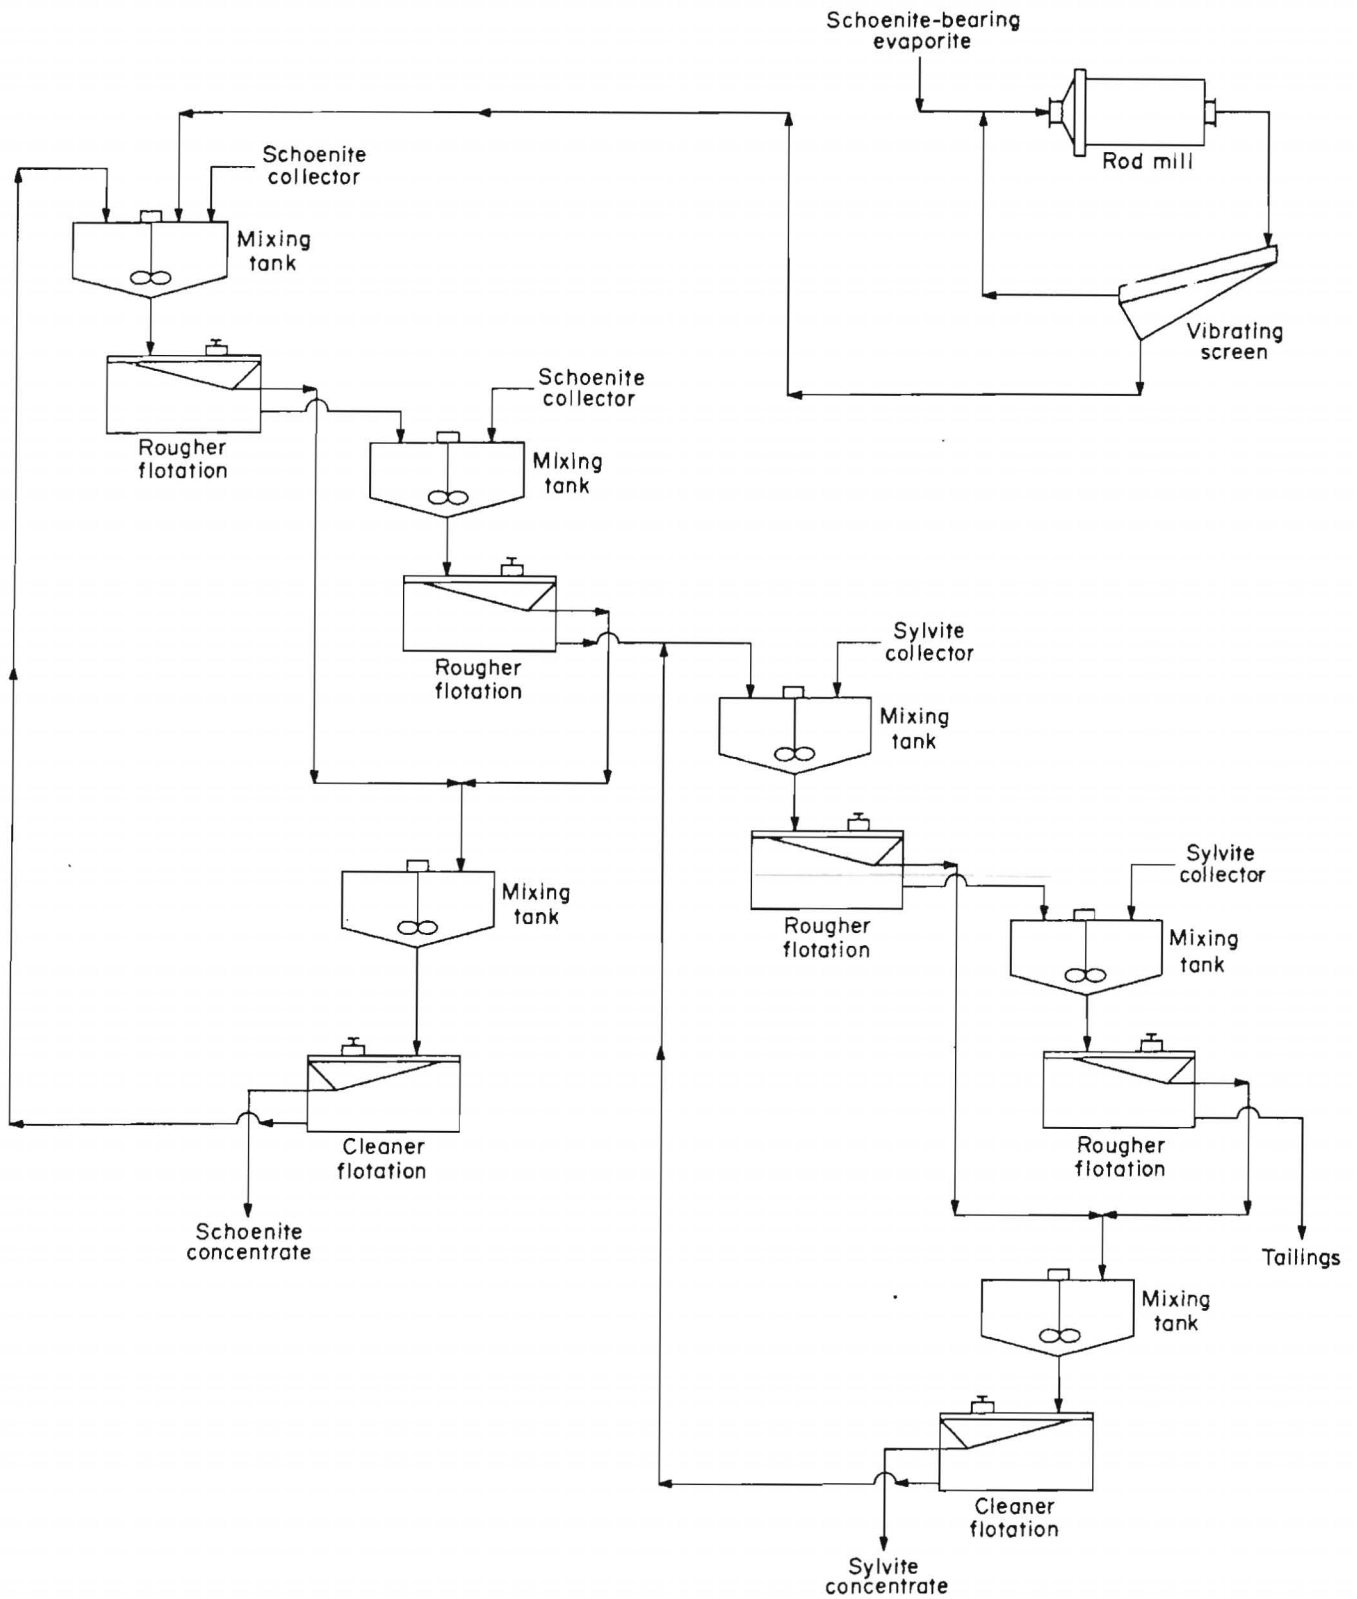 Schoenite-bearing
evaporite
Rod mill
Vibrating
screen
Schoenite
collector
Mixing
tank
Rougher
flotation
Schoenite
collector
Mixing
tank
Rougher
flotation
Sylvite
collector
Mixing
tank
Rougher
flotation
Sylvite
collector
Mixing
tank
Rougher
flotation
Tailings
Mixing
tank
Cleaner
flotation
Schoenite
concentrate
Mixing
tank
Cleaner
flotation
Sylvite
concentrate